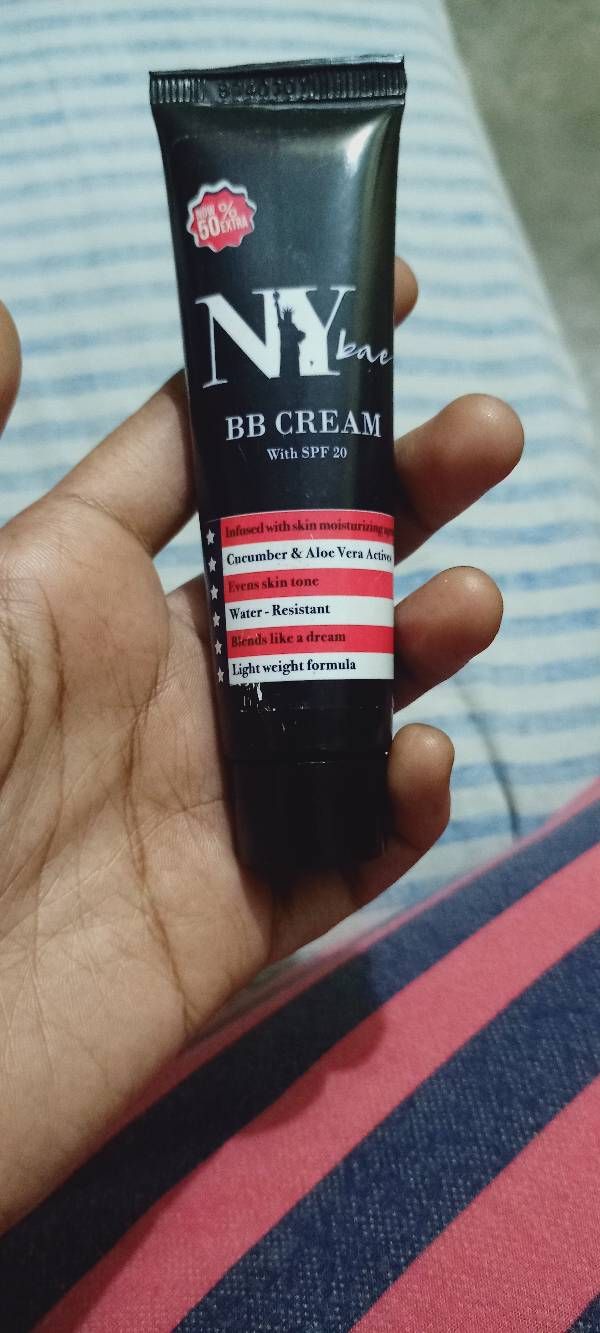 NOW
50%
EXTRA
NY
bae
BB CREAM
With SPF 20
Infused with skin moisturizing
Cucumber & Aloe Vera Actives
Evens skin tone
Water - Resistant
Blends like a dream
Light weight formula